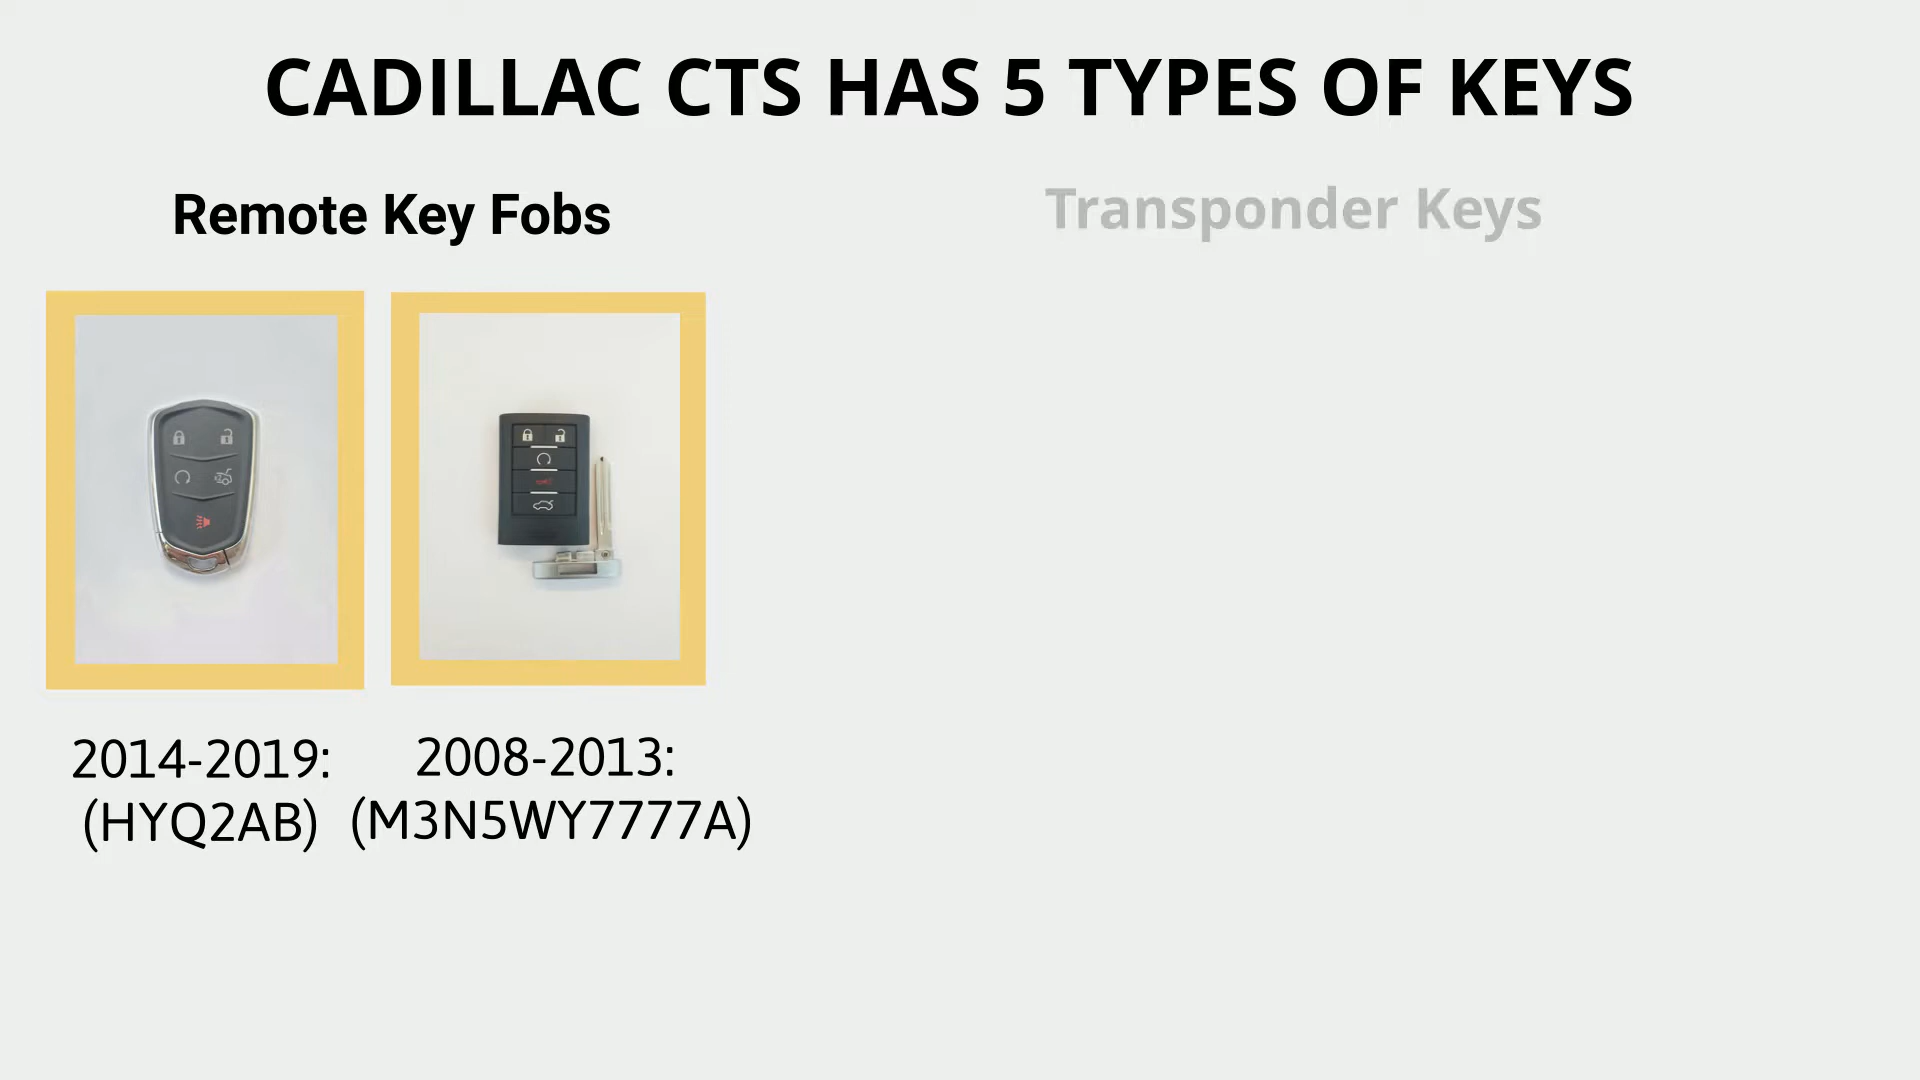 CADILLAC CTS HAS 5 TYPES OF KEYS
Remote Key Fobs
Transponder Keys
2014-2019:
(HYQ2AB)
2008-2013:
(M3N5WY7777A)